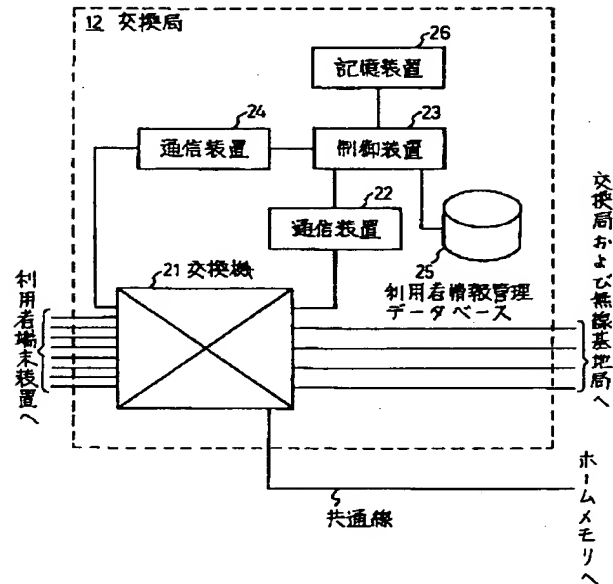 12 交換局
26
記憶装置
24
通信装置
23
制御装置
22
通信装置
25
利用者情報管理
データベース
21 交換機
利用者端末装置へ
交換局および無線基地局へ
共通線
ホームメモリへ